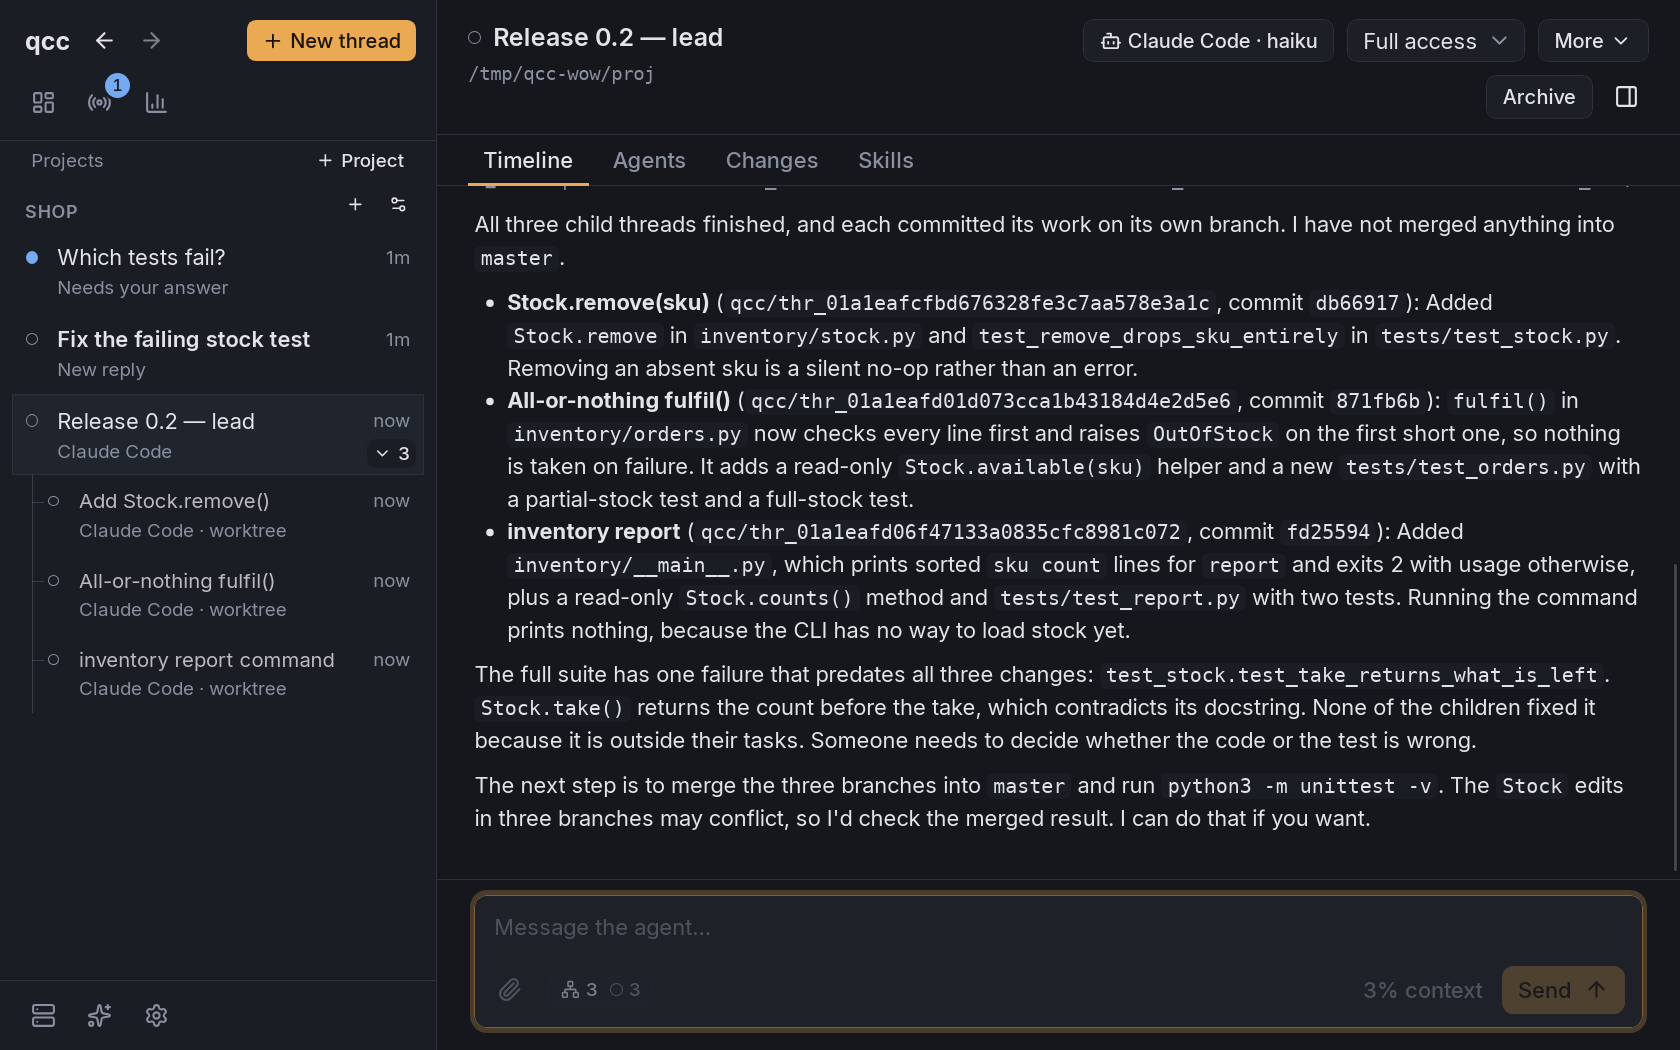 qcc
New thread
1
Projects
Project
SHOP
Which tests fail? 1m
Needs your answer
Fix the failing stock test 1m
New reply
Release 0.2 — lead now
Claude Code 3
Add Stock.remove() now
Claude Code · worktree
All-or-nothing fulfil() now
Claude Code · worktree
inventory report command now
Claude Code · worktree
Release 0.2 — lead
/tmp/qcc-wow/proj
Claude Code · haiku
Full access
More
Archive
Timeline Agents Changes Skills
All three child threads finished, and each committed its work on its own branch. I have not merged anything into
master.
• Stock.remove(sku) (qcc/thr_01a1eafcfbd676328fe3c7aa578e3a1c, commit db66917): Added
Stock.remove in inventory/stock.py and test_remove_drops_sku_entirely in tests/test_stock.py.
Removing an absent sku is a silent no-op rather than an error.
• All-or-nothing fulfil() (qcc/thr_01a1eafd01d073cca1b43184d4e2d5e6, commit 871fb6b): fulfil() in
inventory/orders.py now checks every line first and raises OutOfStock on the first short one, so nothing
is taken on failure. It adds a read-only Stock.available(sku) helper and a new tests/test_orders.py with
a partial-stock test and a full-stock test.
• inventory report (qcc/thr_01a1eafd06f47133a0835cfc8981c072, commit fd25594): Added
inventory/__main__.py, which prints sorted sku count lines for report and exits 2 with usage otherwise,
plus a read-only Stock.counts() method and tests/test_report.py with two tests. Running the command
prints nothing, because the CLI has no way to load stock yet.
The full suite has one failure that predates all three changes: test_stock.test_take_returns_what_is_left.
Stock.take() returns the count before the take, which contradicts its docstring. None of the children fixed it
because it is outside their tasks. Someone needs to decide whether the code or the test is wrong.
The next step is to merge the three branches into master and run python3 -m unittest -v. The Stock edits
in three branches may conflict, so I'd check the merged result. I can do that if you want.
Message the agent...
3 3
3% context
Send